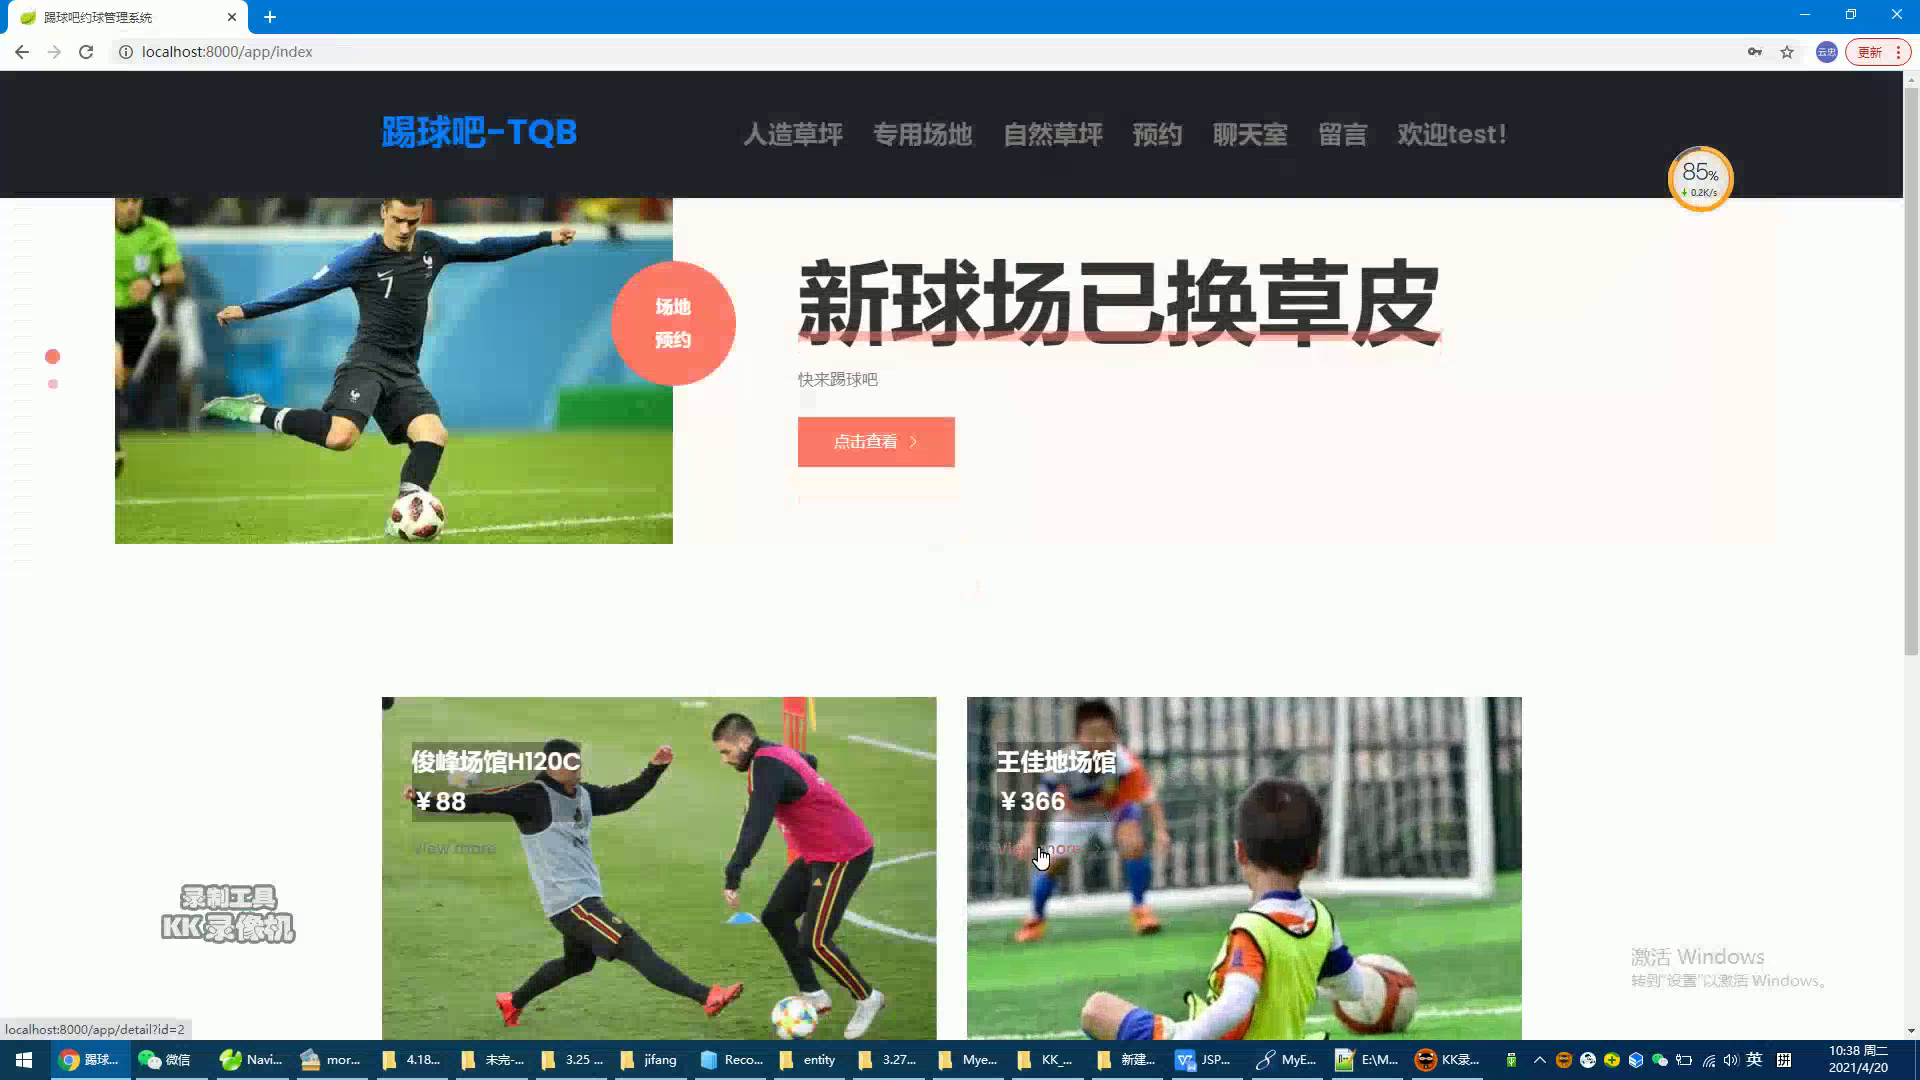 踢球吧约球管理系统
localhost:8000/app/index
云忠
更新
踢球吧-TQB
人造草坪
专用场地
自然草坪
预约
聊天室
留言
欢迎test!
85%
0.2K/s
7
场地
预约
新球场已换草皮
快来踢球吧
点击查看
俊峰场馆H120C
￥88
View more
王佳地场馆
￥366
View more
录制工具
KK录像机
激活 Windows
转到"设置"以激活 Windows。
localhost:8000/app/detail?id=2
踢球...
微信
Navi...
mor...
4.18...
未完-...
3.25 ...
jifang
Reco...
entity
3.27...
Mye...
KK_...
新建...
JSP...
MyE...
E:\M...
KK录...
英
拼
10:38 周二
2021/4/20